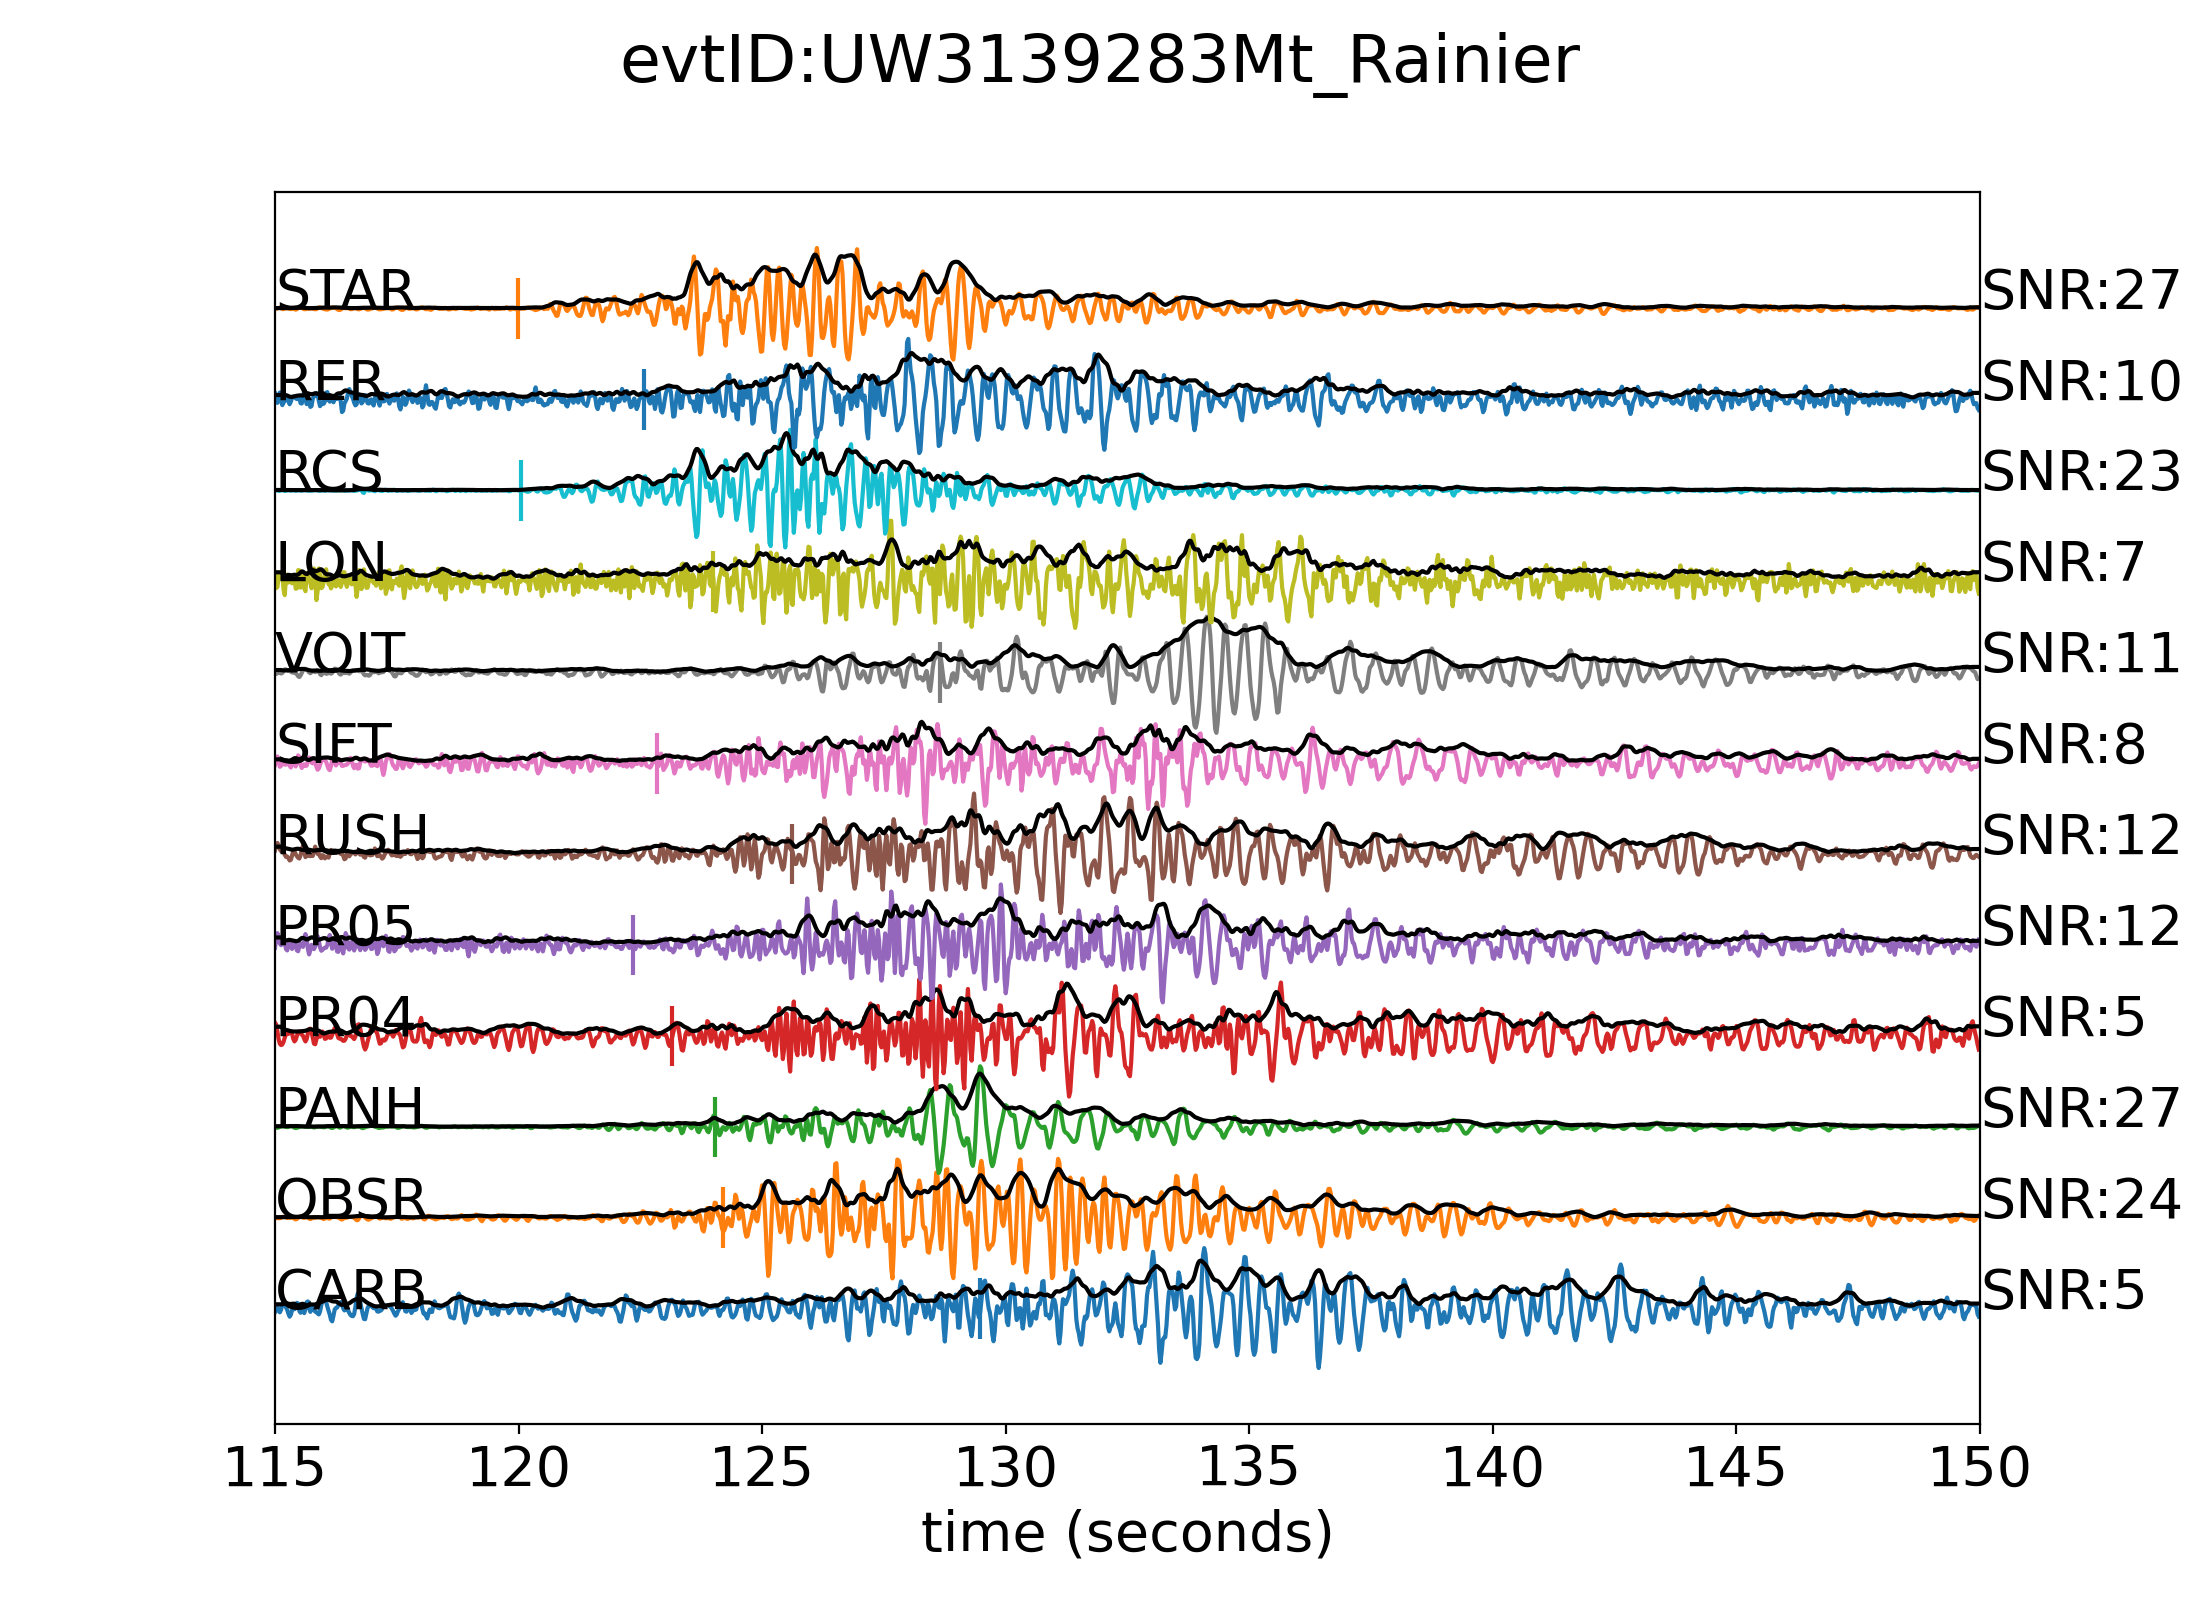 evtID:UW3139283Mt_Rainier
STAR SNR:27
RER SNR:10
RCS SNR:23
LON SNR:7
VOIT SNR:11
SIFT SNR:8
RUSH SNR:12
PR05 SNR:12
PR04 SNR:5
PANH SNR:27
OBSR SNR:24
CARB SNR:5
115 120 125 130 135 140 145 150
time (seconds)